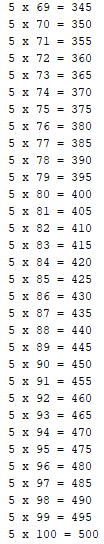 5 x 69 = 345
5 x 70 = 350
5 x 71 = 355
5 x 72 = 360
5 x 73 = 365
5 x 74 = 370
5 x 75 = 375
5 x 76 = 380
5 x 77 = 385
5 x 78 = 390
5 x 79 = 395
5 x 80 = 400
5 x 81 = 405
5 x 82 = 410
5 x 83 = 415
5 x 84 = 420
5 x 85 = 425
5 x 86 = 430
5 x 87 = 435
5 x 88 = 440
5 x 89 = 445
5 x 90 = 450
5 x 91 = 455
5 x 92 = 460
5 x 93 = 465
5 x 94 = 470
5 x 95 = 475
5 x 96 = 480
5 x 97 = 485
5 x 98 = 490
5 x 99 = 495
5 x 100 = 500